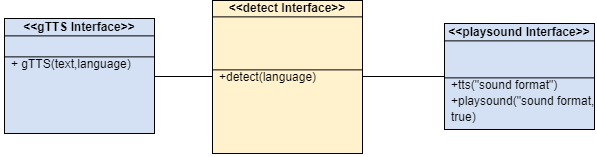 <<gTTS Interface>>
+ gTTS(text,language)
<<detect Interface>>
+detect(language)
<<playsound Interface>>
+tts("sound format")
+playsound("sound format,
true)